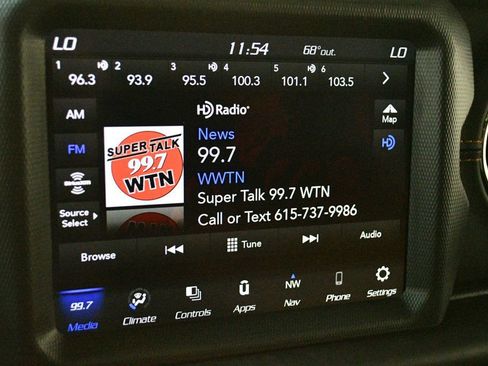 LO 11:54 68°out. LO
1 2 3 4 5 6
96.3 93.9 95.5 100.3 101.1 103.5
AM
HD Radio
Map
FM
News
99.7
SUPER TALK
99.7
WTN
WWTN
Super Talk 99.7 WTN
Source
Select
Call or Text 615-737-9986
Browse
Tune
Audio
99.7
NW
Media
Climate
Controls
Apps
Nav
Phone
Settings